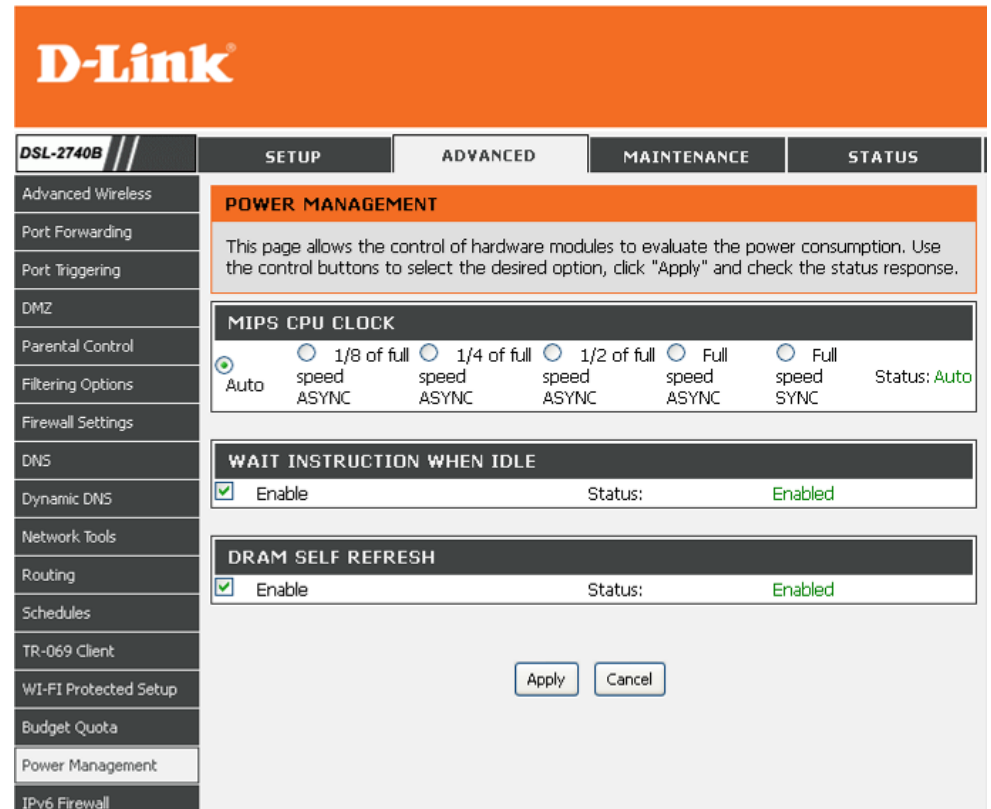 D-Link®
DSL-2740B
SETUP
ADVANCED
MAINTENANCE
STATUS
Advanced Wireless
Port Forwarding
Port Triggering
DMZ
Parental Control
Filtering Options
Firewall Settings
DNS
Dynamic DNS
Network Tools
Routing
Schedules
TR-069 Client
WI-FI Protected Setup
Budget Quota
Power Management
IPv6 Firewall
POWER MANAGEMENT
This page allows the control of hardware modules to evaluate the power consumption. Use
the control buttons to select the desired option, click "Apply" and check the status response.
MIPS CPU CLOCK
Auto
1/8 of full
speed
ASYNC
1/4 of full
speed
ASYNC
1/2 of full
speed
ASYNC
Full
speed
ASYNC
Full
speed
SYNC
Status: Auto
WAIT INSTRUCTION WHEN IDLE
Enable Status: Enabled
DRAM SELF REFRESH
Enable Status: Enabled
Apply Cancel